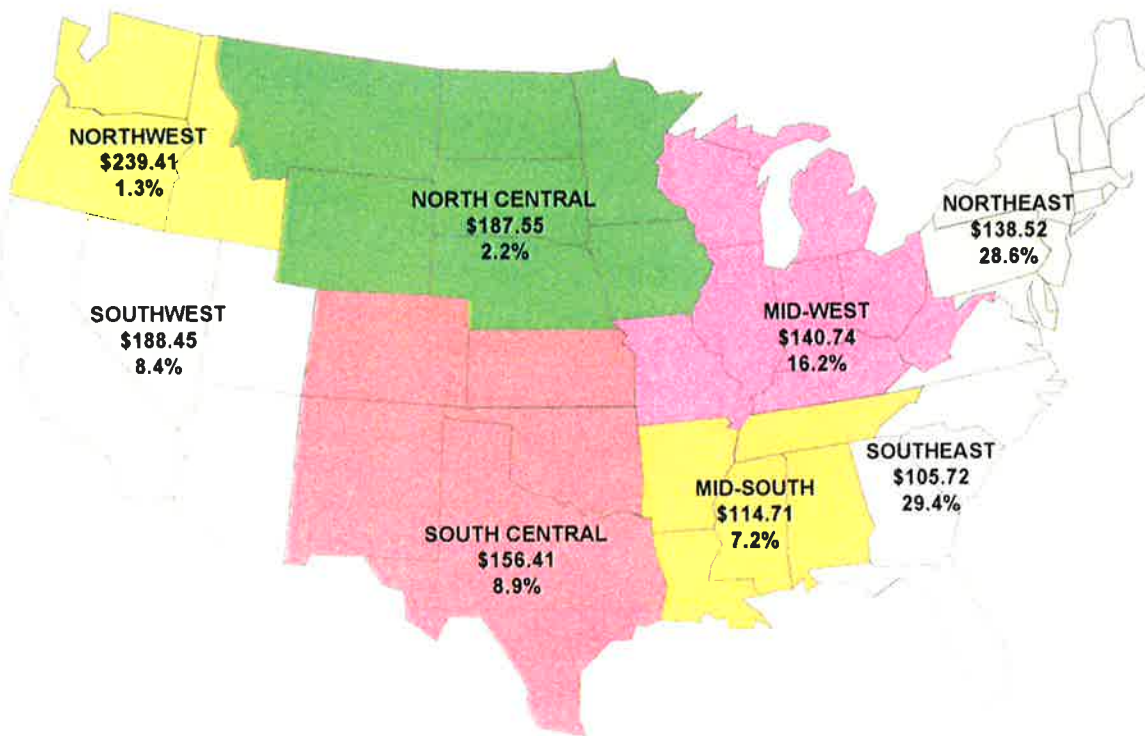 NORTHWEST
$239.41
1.3%
NORTH CENTRAL
$187.55
2.2%
NORTHEAST
$138.52
28.6%
SOUTHWEST
$188.45
8.4%
MID-WEST
$140.74
16.2%
SOUTHEAST
$105.72
29.4%
MID-SOUTH
$114.71
7.2%
SOUTH CENTRAL
$156.41
8.9%